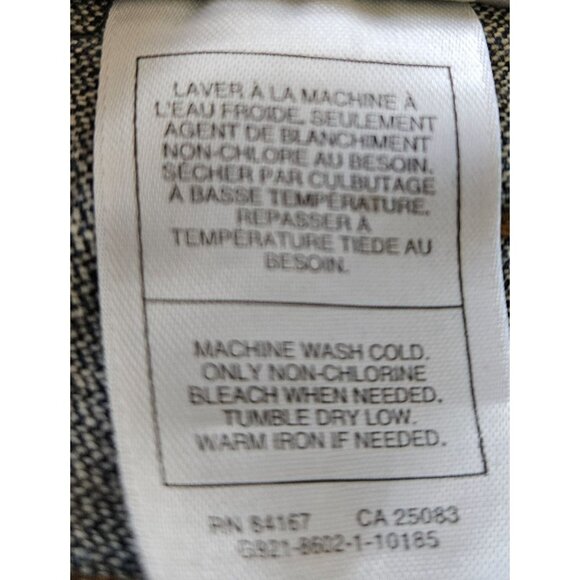 LAVER À LA MACHINE À
L'EAU FROIDE. SEULEMENT
AGENT DE BLANCHIMENT
NON-CHLORE AU BESOIN.
SÉCHER PAR CULBUTAGE
À BASSE TEMPÉRATURE.
REPASSER À
TEMPÉRATURE TIÈDE AU
BESOIN.
MACHINE WASH COLD.
ONLY NON-CHLORINE
BLEACH WHEN NEEDED.
TUMBLE DRY LOW.
WARM IRON IF NEEDED.
RN 54167 CA 25083
G921-8602-1-10185